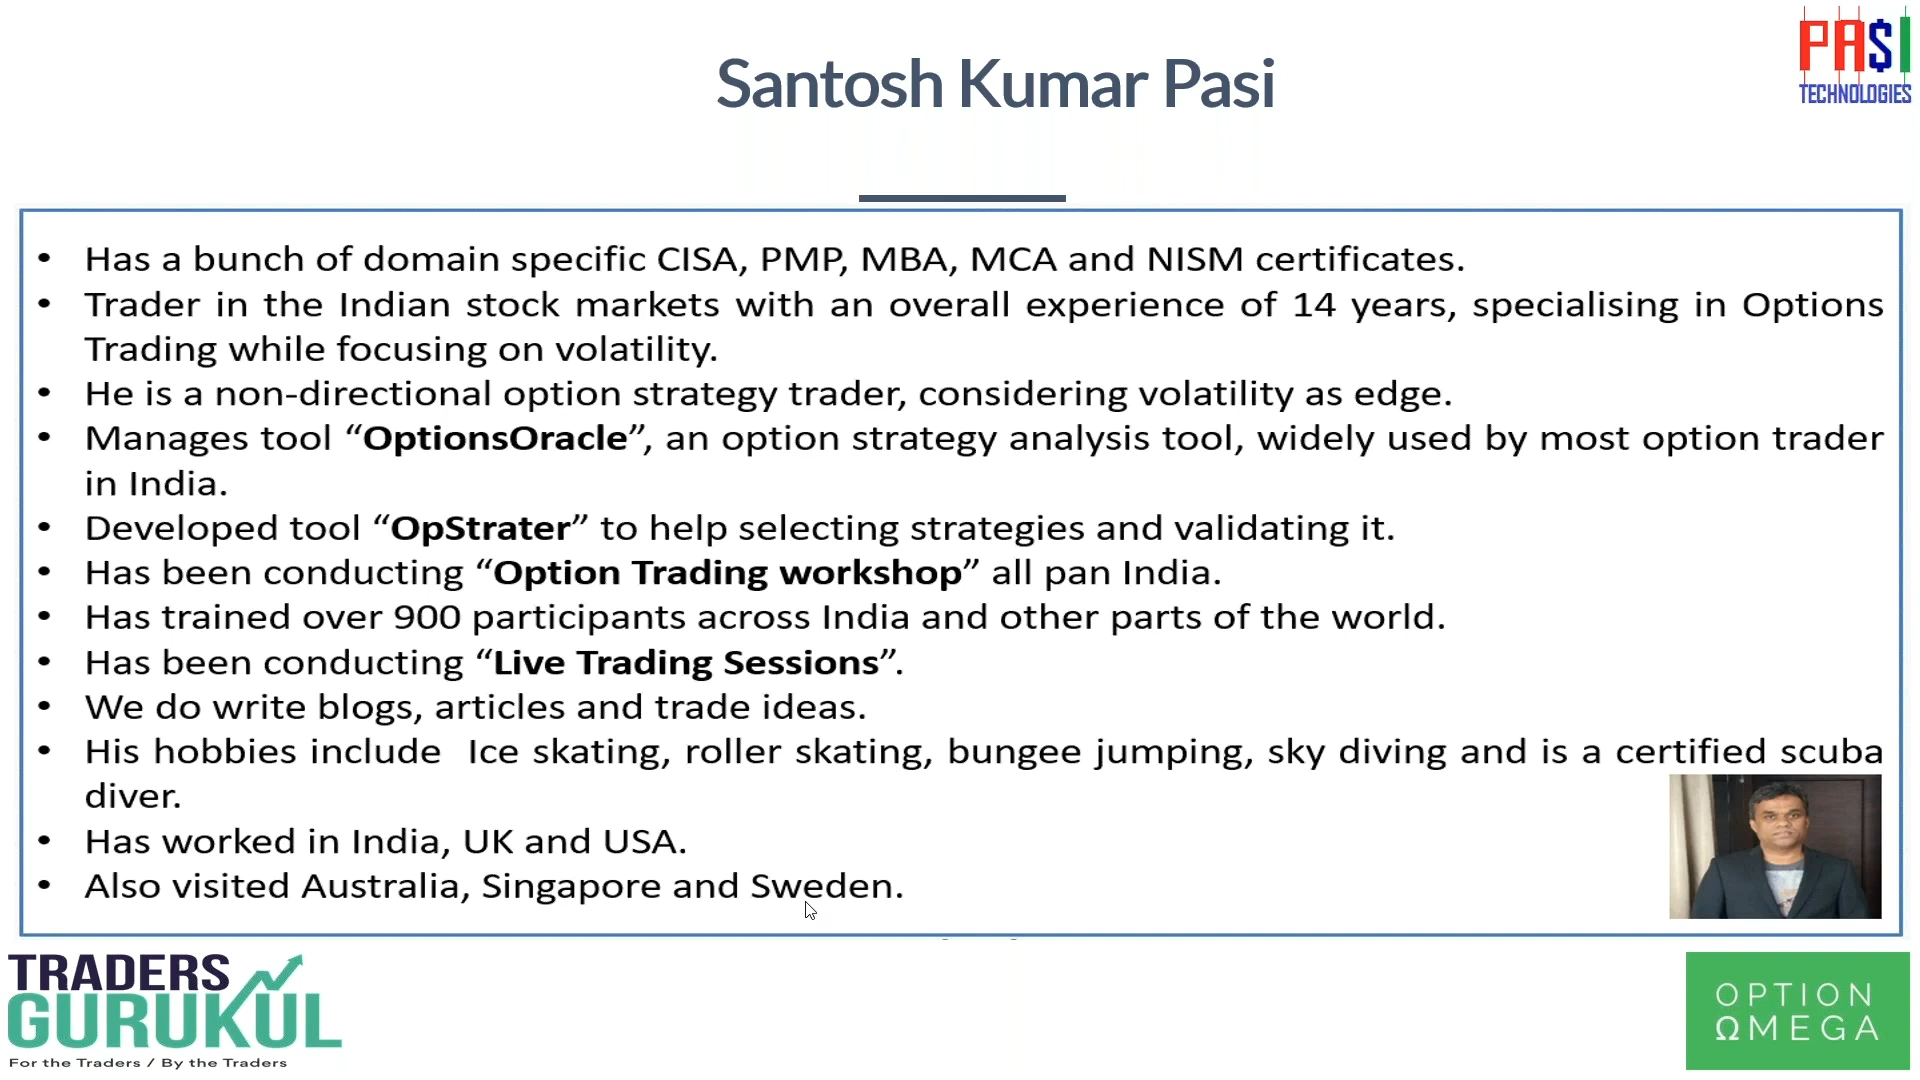 Santosh Kumar Pasi
PA$I
TECHNOLOGIES
• Has a bunch of domain specific CISA, PMP, MBA, MCA and NISM certificates.
• Trader in the Indian stock markets with an overall experience of 14 years, specialising in Options
Trading while focusing on volatility.
• He is a non-directional option strategy trader, considering volatility as edge.
• Manages tool “OptionsOracle”, an option strategy analysis tool, widely used by most option trader
in India.
• Developed tool “OpStrater” to help selecting strategies and validating it.
• Has been conducting “Option Trading workshop” all pan India.
• Has trained over 900 participants across India and other parts of the world.
• Has been conducting “Live Trading Sessions”.
• We do write blogs, articles and trade ideas.
• His hobbies include Ice skating, roller skating, bungee jumping, sky diving and is a certified scuba
diver.
• Has worked in India, UK and USA.
• Also visited Australia, Singapore and Sweden.
TRADERS
GURUKUL
For the Traders / By the Traders
OPTION
ΩMEGA